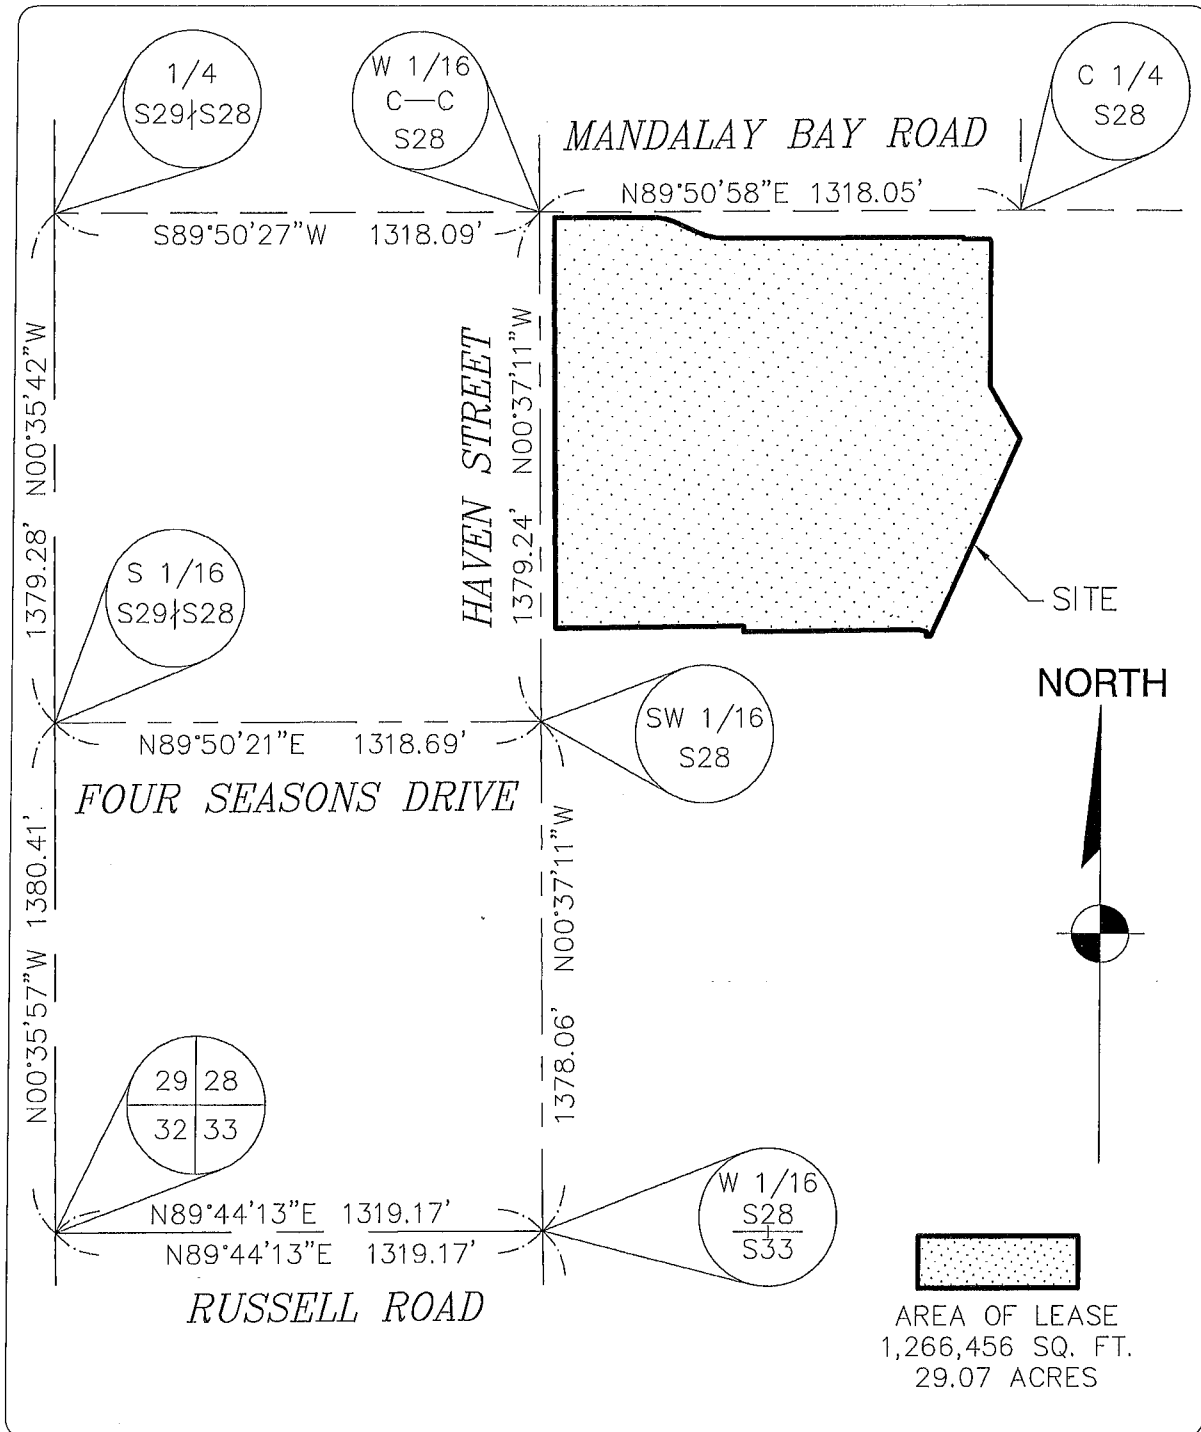 1/4
S29 S28
W 1/16
C—C
S28
C 1/4
S28
MANDALAY BAY ROAD
N89°50'58"E 1318.05'
S89°50'27"W 1318.09'
N00°35'42"W
1379.28'
HAVEN STREET
N00°37'11"W
1379.24'
S 1/16
S29 S28
SITE
NORTH
SW 1/16
S28
N89°50'21"E 1318.69'
FOUR SEASONS DRIVE
N00°35'57"W 1380.41'
N00°37'11"W
1378.06'
29 28
32 33
W 1/16
S28
S33
N89°44'13"E 1319.17'
N89°44'13"E 1319.17'
RUSSELL ROAD
AREA OF LEASE
1,266,456 SQ. FT.
29.07 ACRES